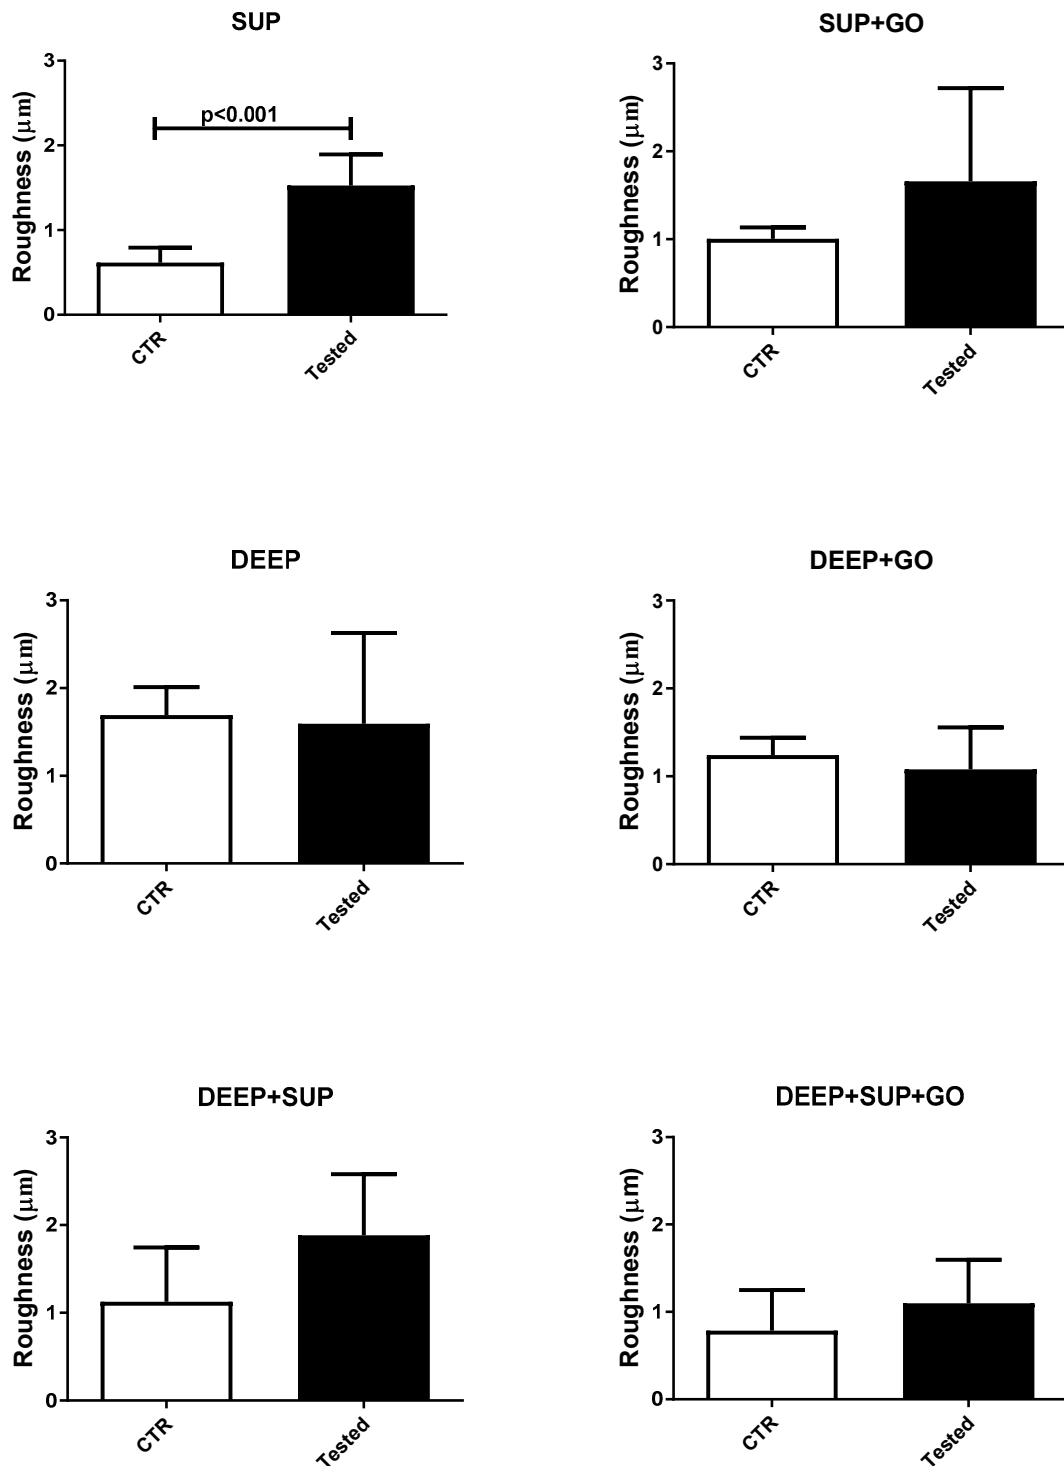 SUP
Roughness (μm)
3
2
1
0
p<0.001
CTR
Tested
SUP+GO
Roughness (μm)
3
2
1
0
CTR
Tested
DEEP
Roughness (μm)
3
2
1
0
CTR
Tested
DEEP+GO
Roughness (μm)
3
2
1
0
CTR
Tested
DEEP+SUP
Roughness (μm)
3
2
1
0
CTR
Tested
DEEP+SUP+GO
Roughness (μm)
3
2
1
0
CTR
Tested